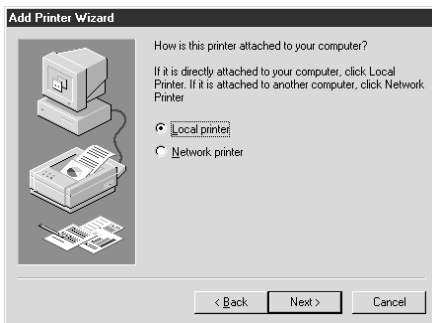 Add Printer Wizard
How is this printer attached to your computer?
If it is directly attached to your computer, click Local
Printer. If it is attached to another computer, click Network
Printer
Local printer
Network printer
< Back
Next >
Cancel